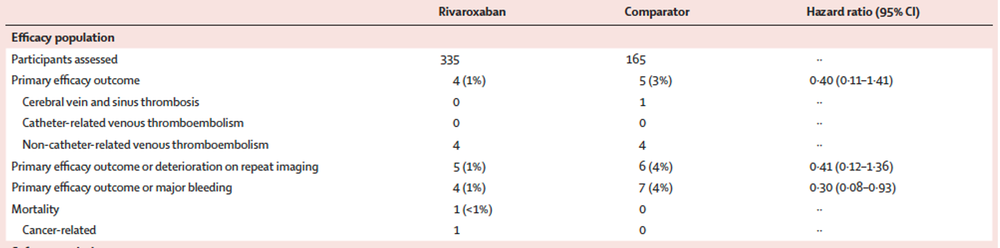 Rivaroxaban Comparator Hazard ratio (95% CI)
Efficacy population
Participants assessed 335 165 ··
Primary efficacy outcome 4 (1%) 5 (3%) 0·40 (0·11–1·41)
Cerebral vein and sinus thrombosis 0 1 ··
Catheter-related venous thromboembolism 0 0 ··
Non-catheter-related venous thromboembolism 4 4 ··
Primary efficacy outcome or deterioration on repeat imaging 5 (1%) 6 (4%) 0·41 (0·12–1·36)
Primary efficacy outcome or major bleeding 4 (1%) 7 (4%) 0·30 (0·08–0·93)
Mortality 1 (<1%) 0 ··
Cancer-related 1 0 ··